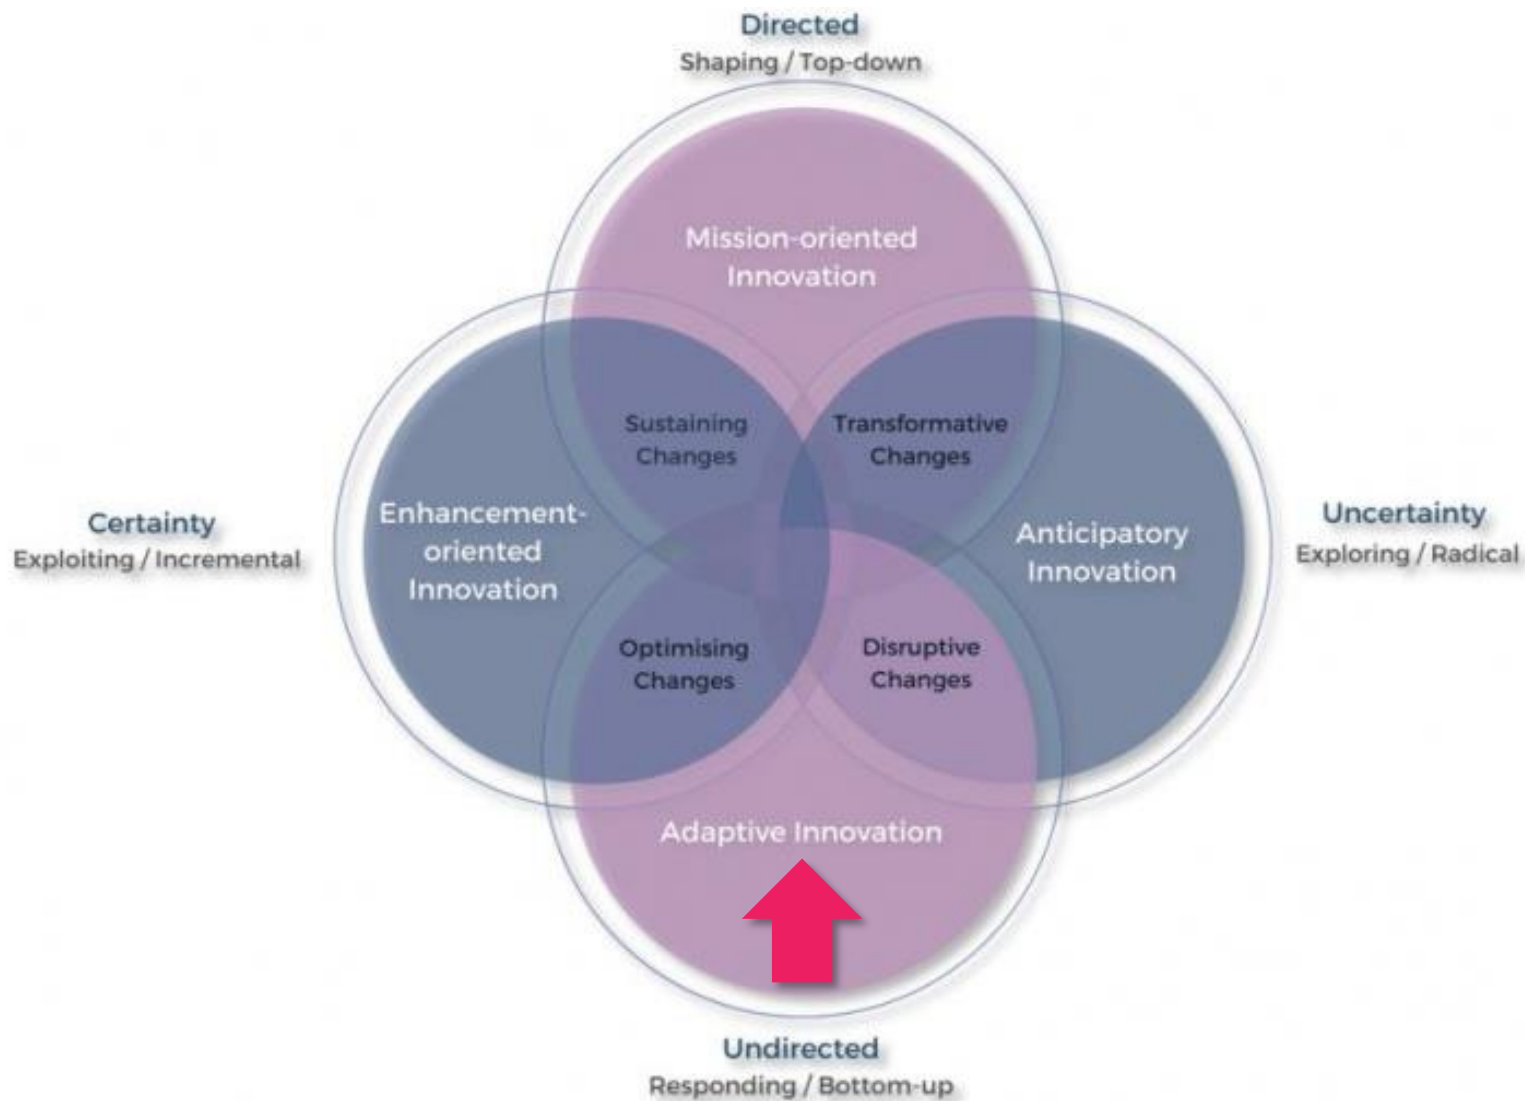 Directed
Shaping / Top-down
Mission-oriented
Innovation
Sustaining
Changes
Transformative
Changes
Certainty
Exploiting / Incremental
Enhancement-
oriented
Innovation
Anticipatory
Innovation
Uncertainty
Exploring / Radical
Optimising
Changes
Disruptive
Changes
Adaptive Innovation
Undirected
Responding / Bottom-up